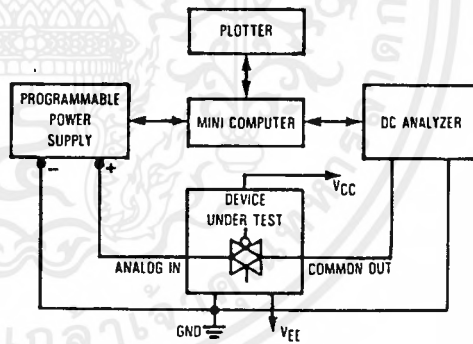 PLOTTER
PROGRAMMABLE
POWER
SUPPLY
MINI COMPUTER
DC ANALYZER
−
+
DEVICE
UNDER TEST
VCC
ANALOG IN
COMMON OUT
GND
VEE